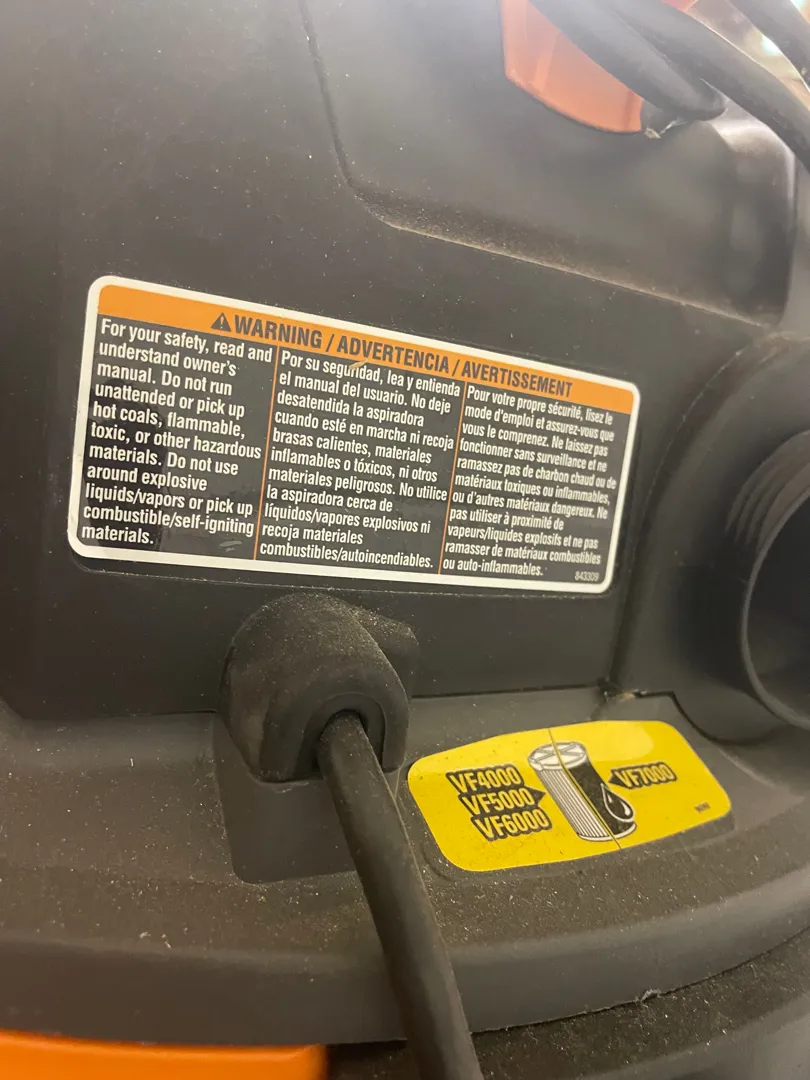 ⚠WARNING / ADVERTENCIA / AVERTISSEMENT
For your safety, read and
understand owner's
manual. Do not run
unattended or pick up
hot coals, flammable,
toxic, or other hazardous
materials. Do not use
around explosive
liquids/vapors or pick up
combustible/self-igniting
materials.
Por su seguridad, lea y entienda
el manual del usuario. No deje
desatendida la aspiradora
cuando esté en marcha ni recoja
brasas calientes, materiales
inflamables o tóxicos, ni otros
materiales peligrosos. No utilice
la aspiradora cerca de
líquidos/vapores explosivos ni
recoja materiales
combustibles/autoincendiables.
Pour votre propre sécurité, lisez le
mode d'emploi et assurez-vous que
vous le comprenez. Ne laissez pas
fonctionner sans surveillance et ne
ramassez pas de charbon chaud ou de
matériaux toxiques ou inflammables,
ou d'autres matériaux dangereux. Ne
pas utiliser à proximité de
vapeurs/liquides explosifs et ne pas
ramasser de matériaux combustibles
ou auto-inflammables.
843309
VF4000
VF5000
VF6000
VF7000